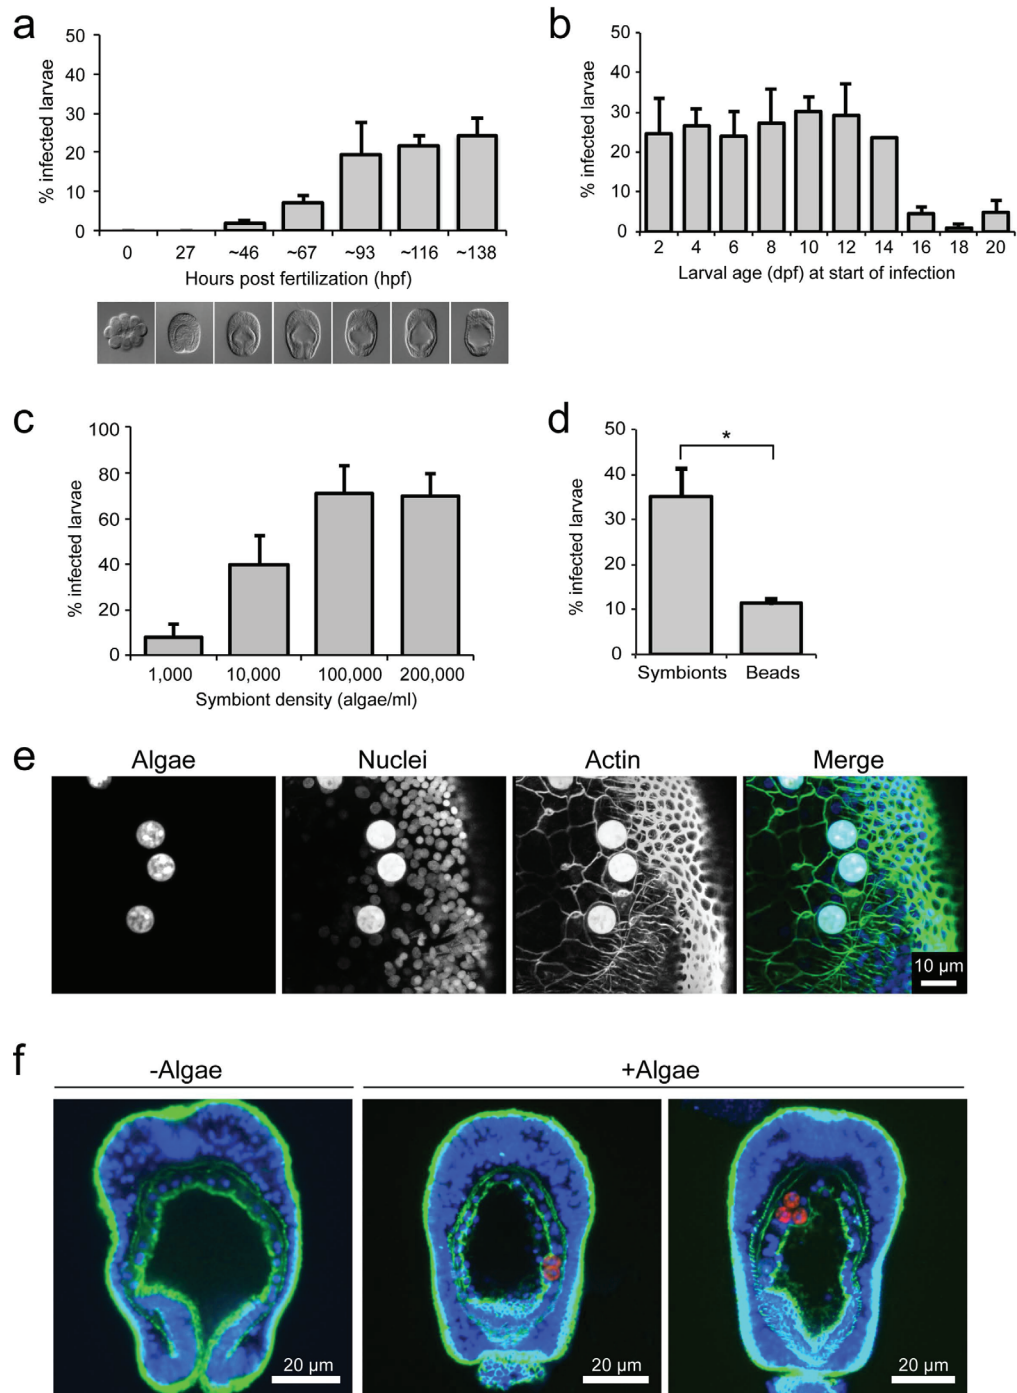 a
% infected larvae
50
40
30
20
10
0
0 27 ~46 ~67 ~93 ~116 ~138
Hours post fertilization (hpf)
b
% infected larvae
50
40
30
20
10
0
2 4 6 8 10 12 14 16 18 20
Larval age (dpf) at start of infection
c
% infected larvae
100
80
60
40
20
0
1,000 10,000 100,000 200,000
Symbiont density (algae/ml)
d
% infected larvae
50
40
30
20
10
0
*
Symbionts Beads
e
Algae Nuclei Actin Merge
10 µm
f
-Algae +Algae
20 µm 20 µm 20 µm